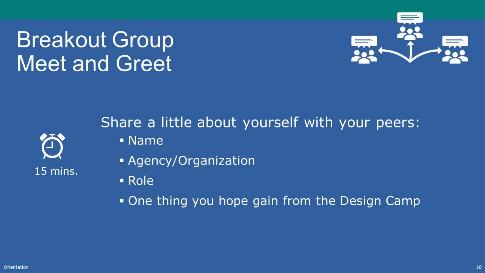 Breakout Group
Meet and Greet
Share a little about yourself with your peers:
▪ Name
▪ Agency/Organization
▪ Role
▪ One thing you hope gain from the Design Camp
15 mins.
Orientation
10